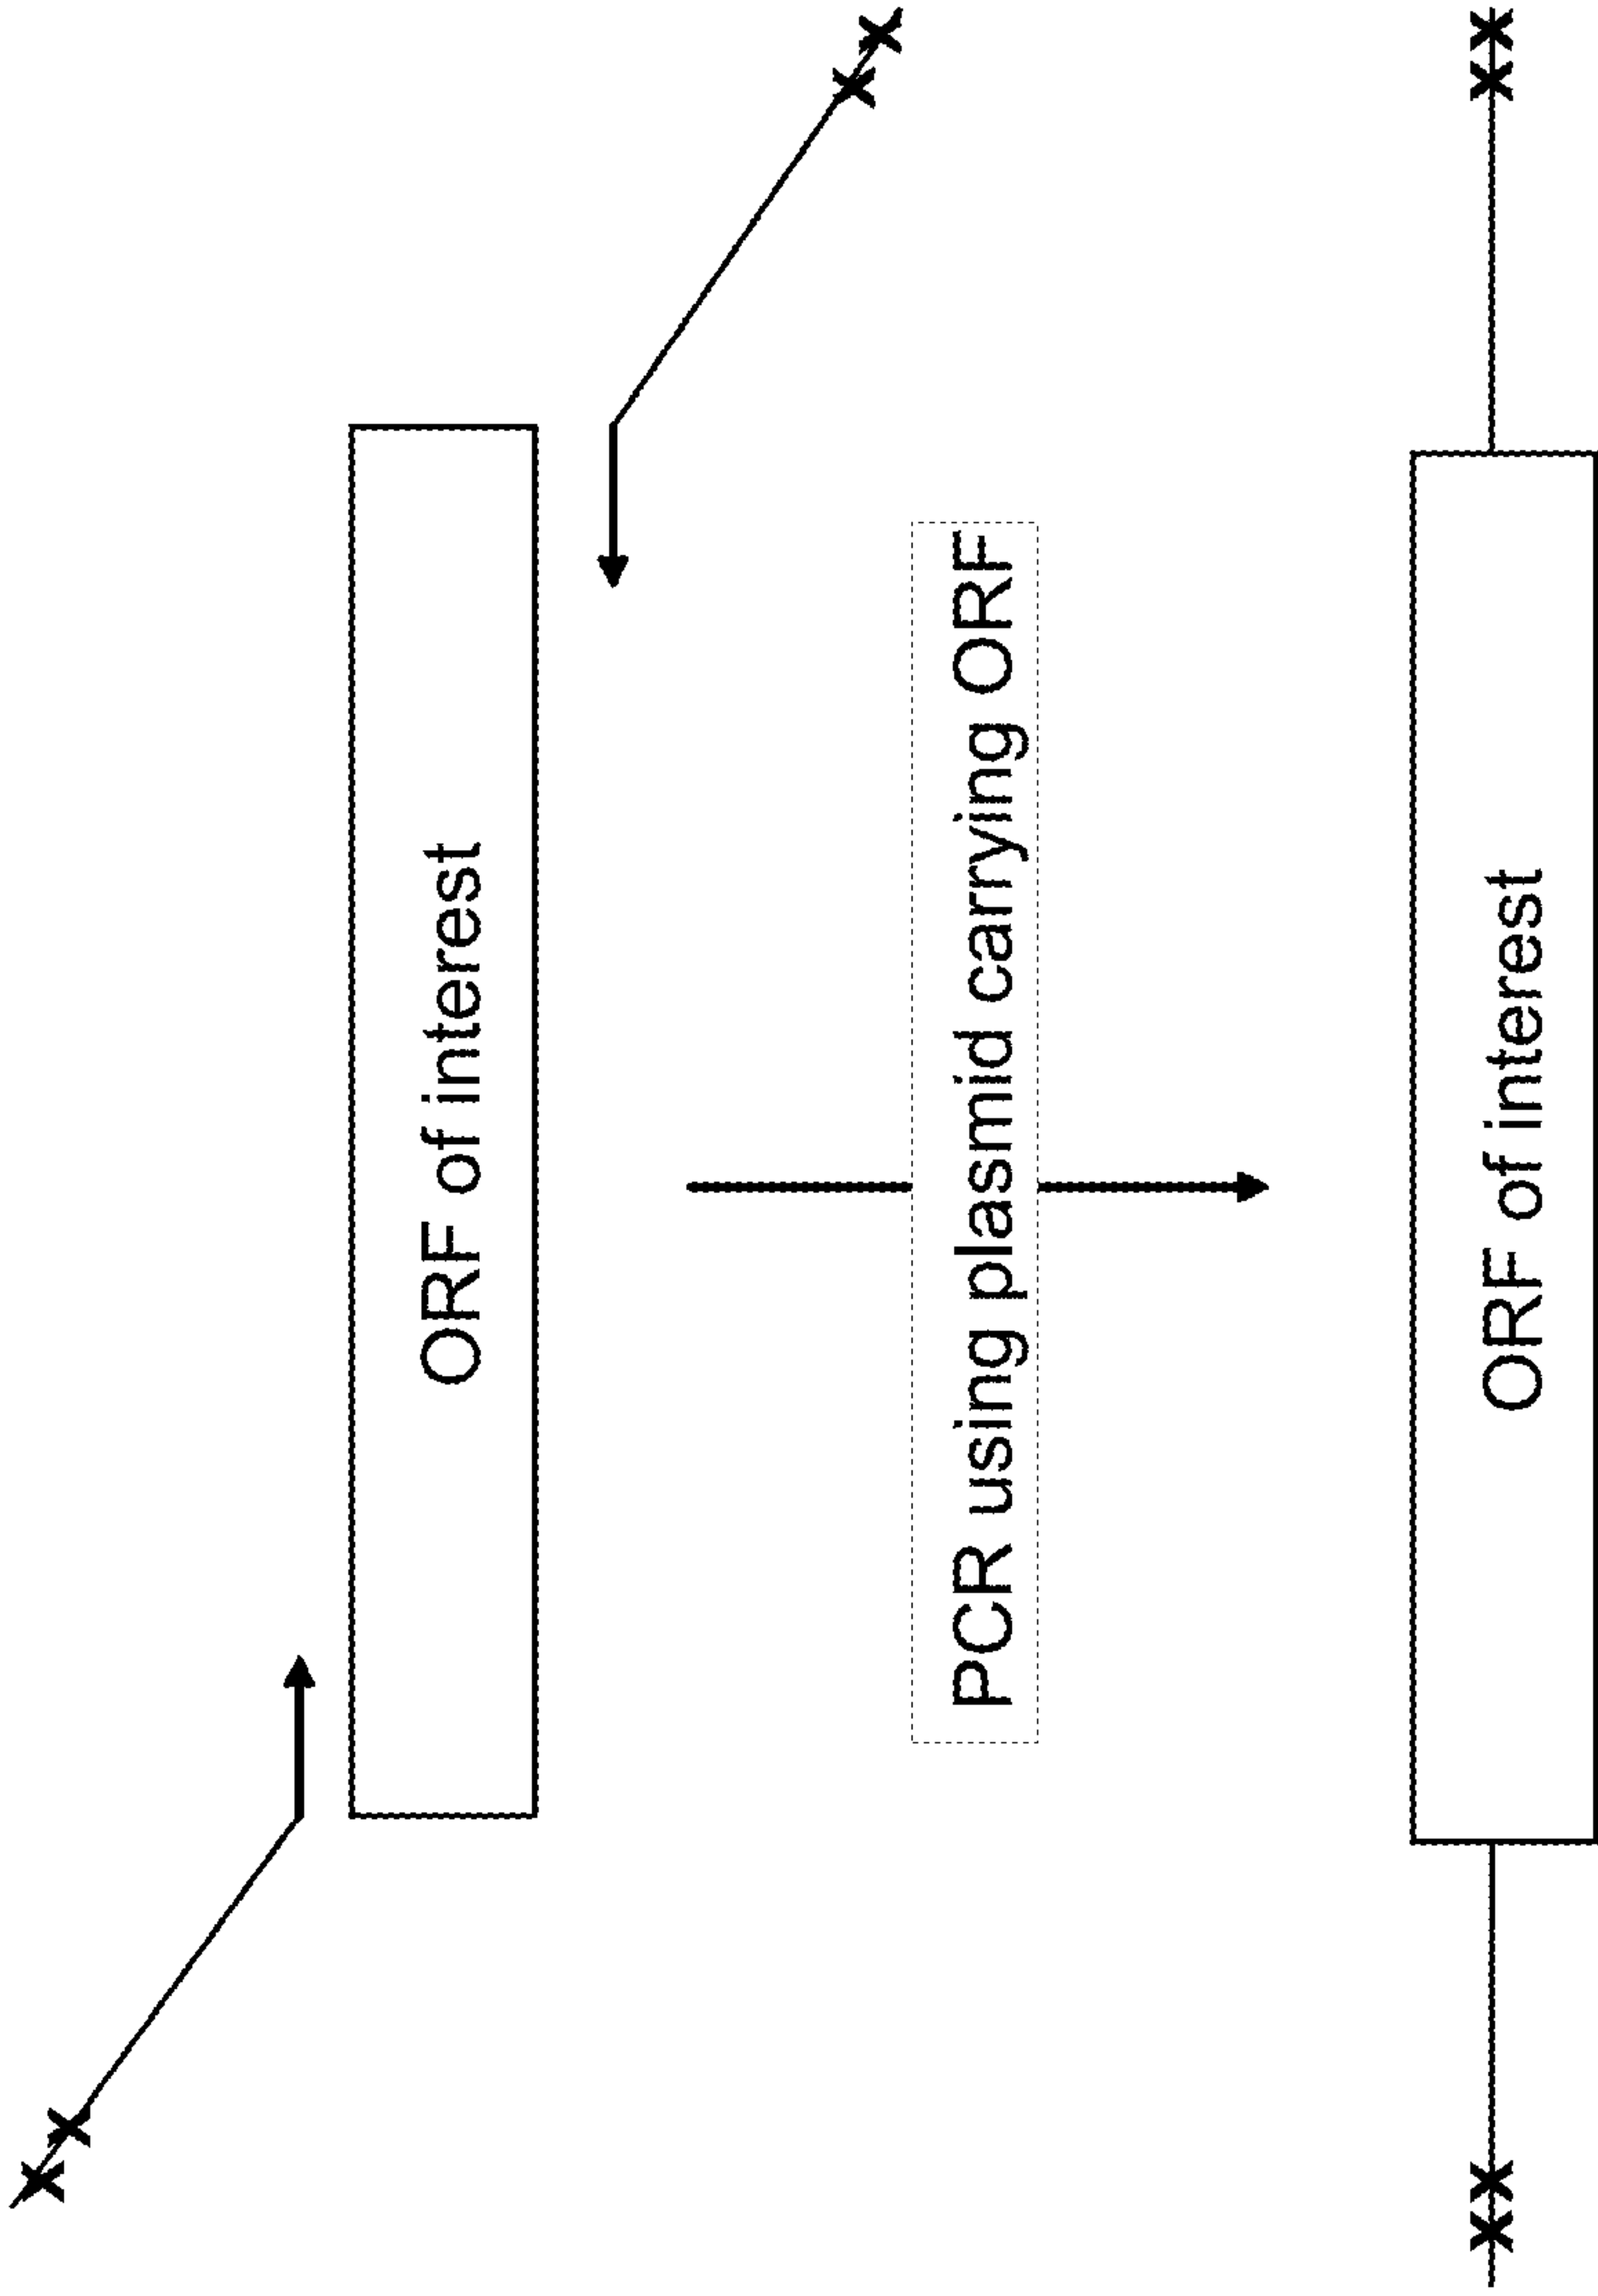 ORF of interest
PCR using plasmid carrying ORF
ORF of interest